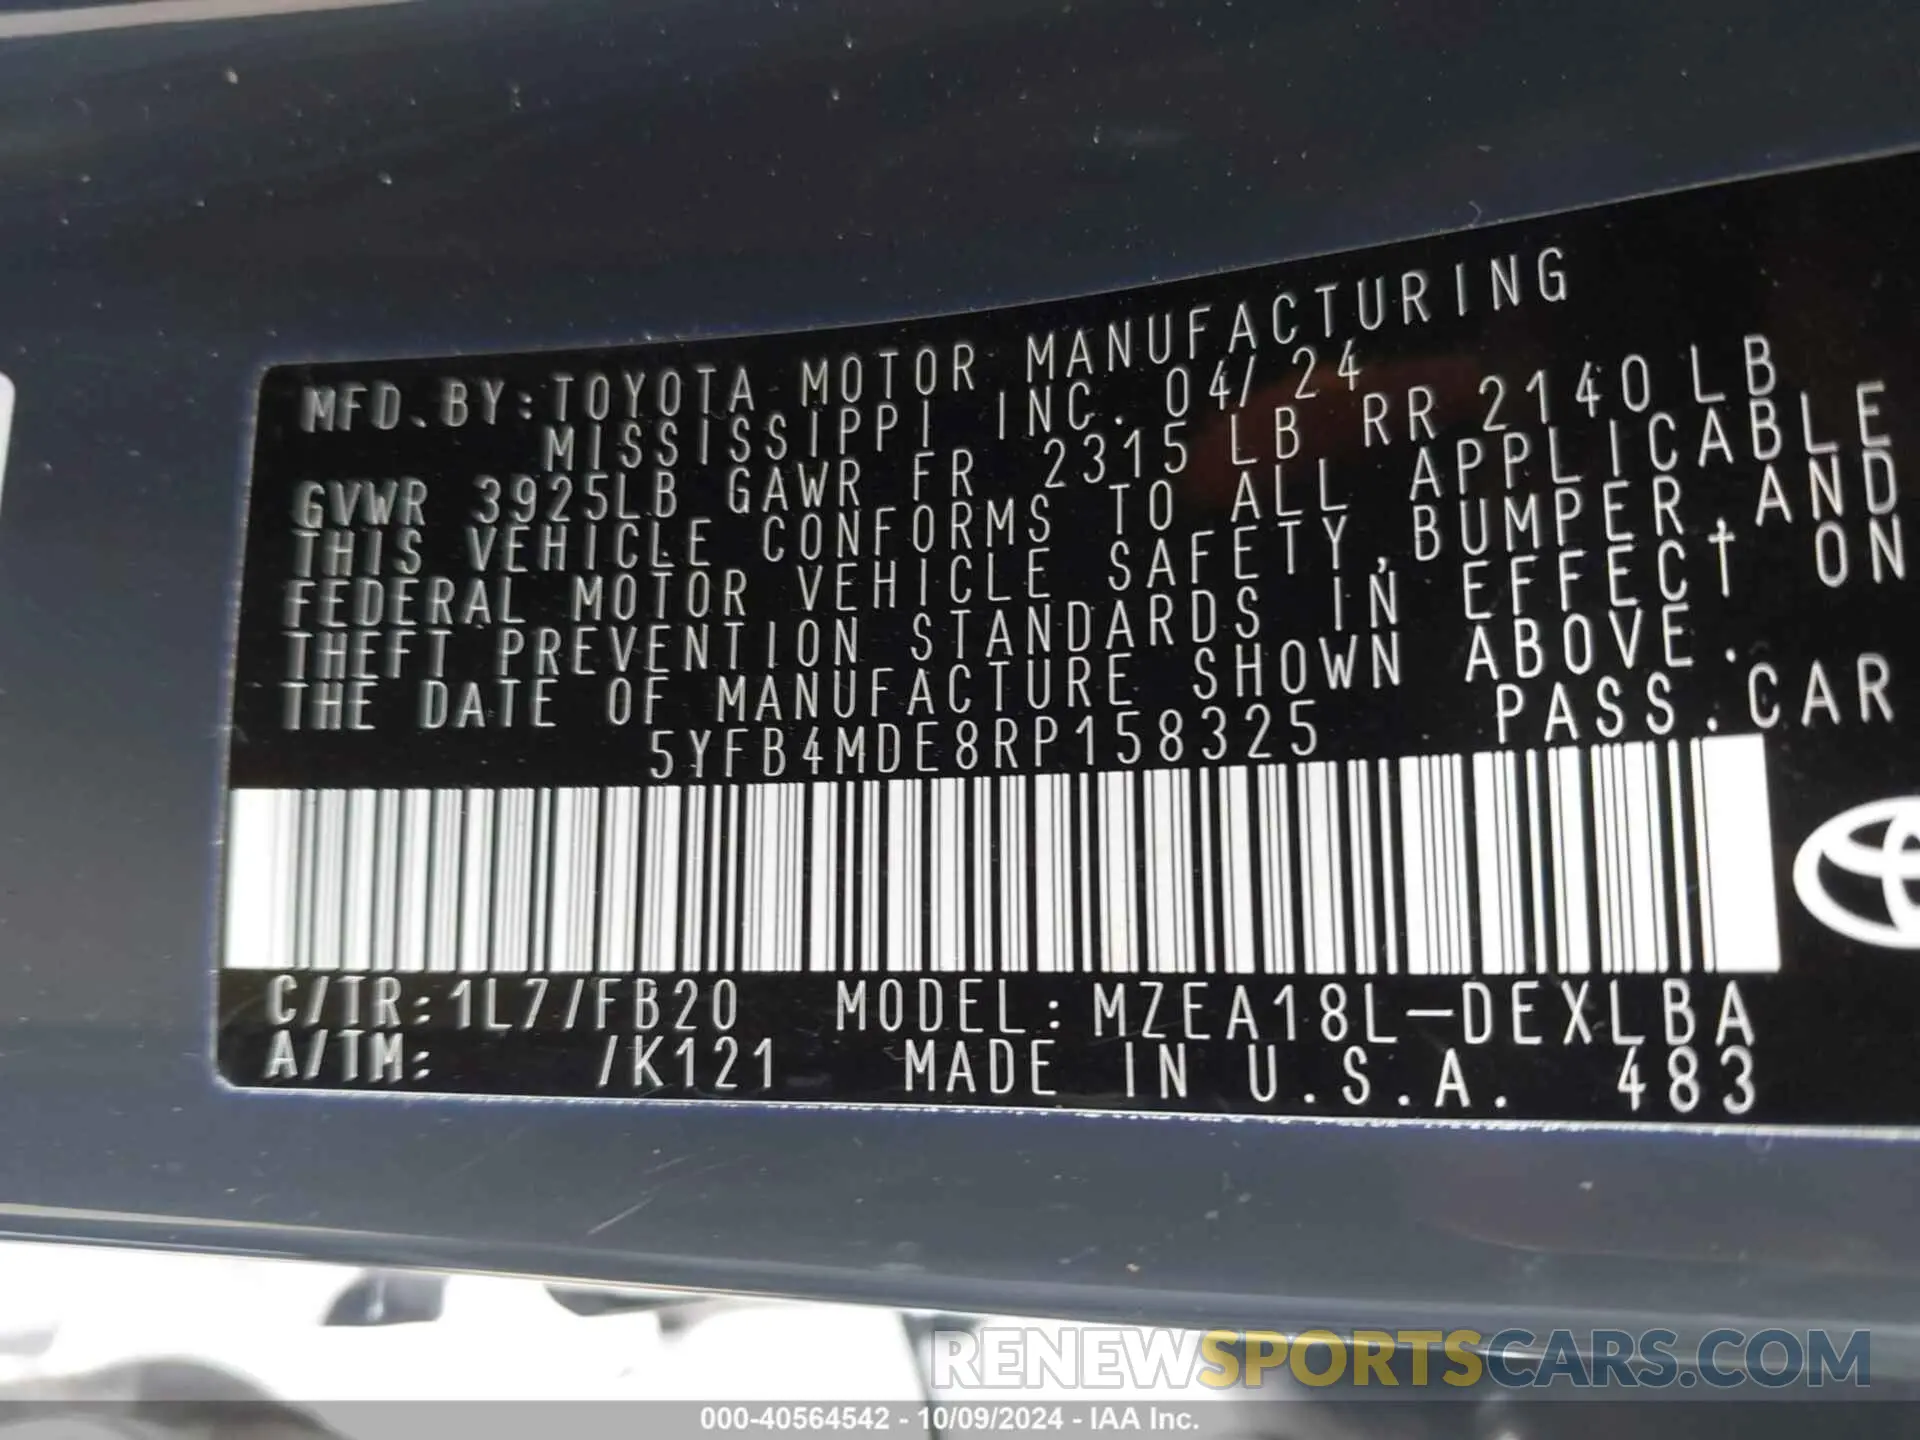 MFD.BY:TOYOTA MOTOR MANUFACTURING
MISSISSIPPI INC. 04/24
GVWR 3925LB GAWR FR 2315 LB RR 2140 LB
THIS VEHICLE CONFORMS TO ALL APPLICABLE
FEDERAL MOTOR VEHICLE SAFETY,BUMPER,AND
THEFT PREVENTION STANDARDS IN EFFECT ON
THE DATE OF MANUFACTURE SHOWN ABOVE.
5YFB4MDE8RP158325 PASS.CAR
C/TR:1L7/FB20 MODEL:MZEA18L-DEXLBA
A/TM: /K121 MADE IN U.S.A. 483
RENEWSPORTSCARS.COM
000-40564542 - 10/09/2024 - IAA Inc.